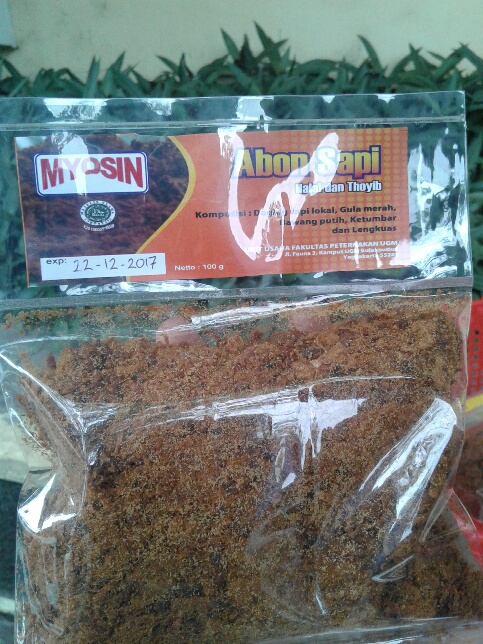 MYOSIN
Abon Sapi
Halal dan Thoyib
Komposisi : Daging sapi lokal, Gula merah,
Bawang putih, Ketumbar
dan Lengkuas
USAHA FAKULTAS PETERNAKAN UGM
JL. Fauna 3, Kampus UGM Bulaksumur
Yogyakarta
exp: 22-12-2017
Netto : 100 g